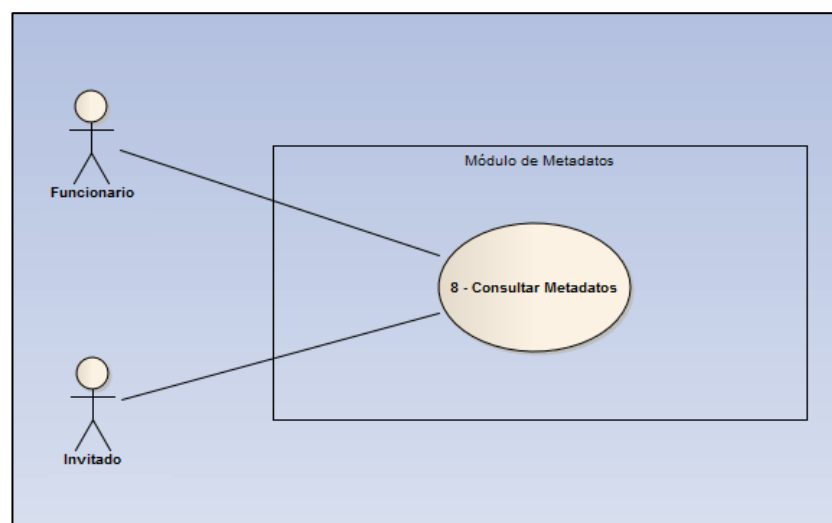 Módulo de Metadatos
Funcionario
8 - Consultar Metadatos
Invitado